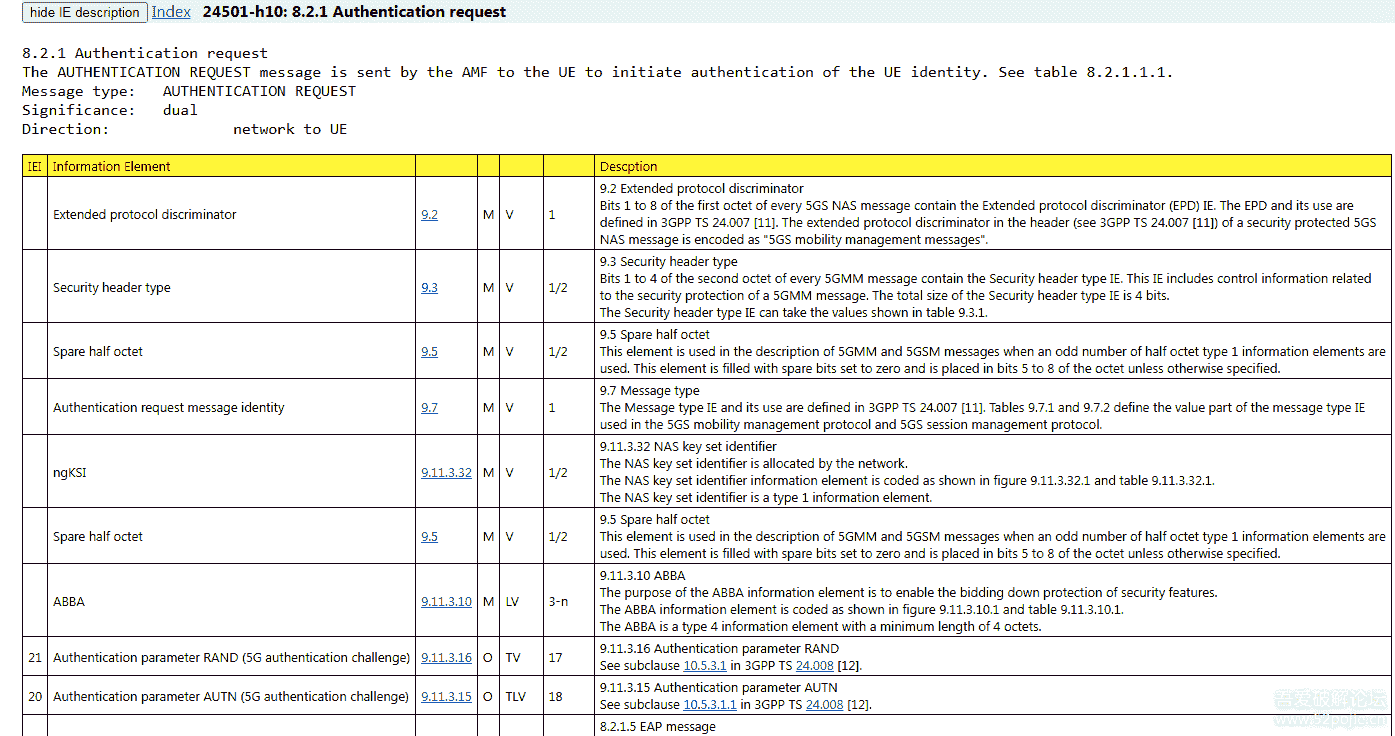 hide IE description Index 24501-h10: 8.2.1 Authentication request
8.2.1 Authentication request
The AUTHENTICATION REQUEST message is sent by the AMF to the UE to initiate authentication of the UE identity. See table 8.2.1.1.1.
Message type: AUTHENTICATION REQUEST
Significance: dual
Direction: network to UE
IEI Information Element Descption
Extended protocol discriminator 9.2 M V 1
9.2 Extended protocol discriminator
Bits 1 to 8 of the first octet of every 5GS NAS message contain the Extended protocol discriminator (EPD) IE. The EPD and its use are
defined in 3GPP TS 24.007 [11]. The extended protocol discriminator in the header (see 3GPP TS 24.007 [11]) of a security protected 5GS
NAS message is encoded as "5GS mobility management messages".
Security header type 9.3 M V 1/2
9.3 Security header type
Bits 1 to 4 of the second octet of every 5GMM message contain the Security header type IE. This IE includes control information related
to the security protection of a 5GMM message. The total size of the Security header type IE is 4 bits.
The Security header type IE can take the values shown in table 9.3.1.
Spare half octet 9.5 M V 1/2
9.5 Spare half octet
This element is used in the description of 5GMM and 5GSM messages when an odd number of half octet type 1 information elements are
used. This element is filled with spare bits set to zero and is placed in bits 5 to 8 of the octet unless otherwise specified.
Authentication request message identity 9.7 M V 1
9.7 Message type
The Message type IE and its use are defined in 3GPP TS 24.007 [11]. Tables 9.7.1 and 9.7.2 define the value part of the message type IE
used in the 5GS mobility management protocol and 5GS session management protocol.
ngKSI 9.11.3.32 M V 1/2
9.11.3.32 NAS key set identifier
The NAS key set identifier is allocated by the network.
The NAS key set identifier information element is coded as shown in figure 9.11.3.32.1 and table 9.11.3.32.1.
The NAS key set identifier is a type 1 information element.
Spare half octet 9.5 M V 1/2
9.5 Spare half octet
This element is used in the description of 5GMM and 5GSM messages when an odd number of half octet type 1 information elements are
used. This element is filled with spare bits set to zero and is placed in bits 5 to 8 of the octet unless otherwise specified.
ABBA 9.11.3.10 M LV 3-n
9.11.3.10 ABBA
The purpose of the ABBA information element is to enable the bidding down protection of security features.
The ABBA information element is coded as shown in figure 9.11.3.10.1 and table 9.11.3.10.1.
The ABBA is a type 4 information element with a minimum length of 4 octets.
21 Authentication parameter RAND (5G authentication challenge) 9.11.3.16 O TV 17
9.11.3.16 Authentication parameter RAND
See subclause 10.5.3.1 in 3GPP TS 24.008 [12].
20 Authentication parameter AUTN (5G authentication challenge) 9.11.3.15 O TLV 18
9.11.3.15 Authentication parameter AUTN
See subclause 10.5.3.1.1 in 3GPP TS 24.008 [12].
8.2.1.5 EAP message
吾爱破解论坛
www.52pojie.cn